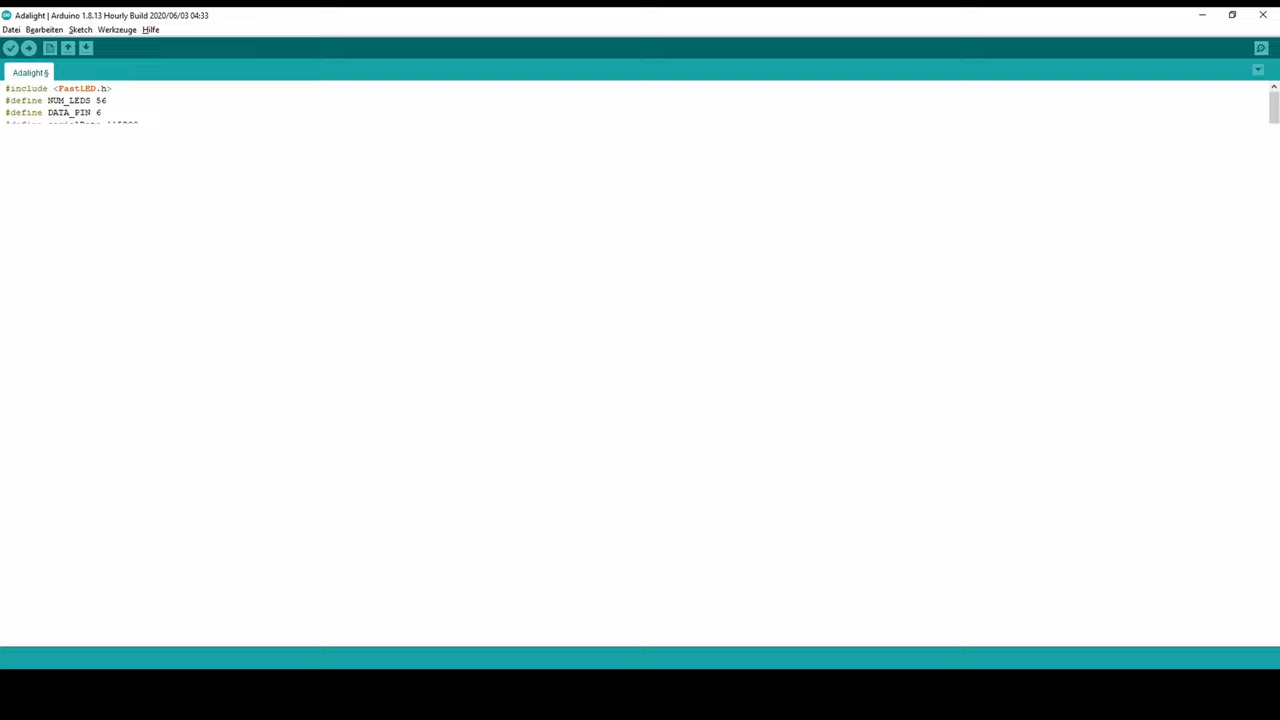 Adalight | Arduino 1.8.13 Hourly Build 2020/06/03 04:33
Datei Bearbeiten Sketch Werkzeuge Hilfe
Adalight§
#include <FastLED.h>
#define NUM_LEDS 56
#define DATA_PIN 6
#define